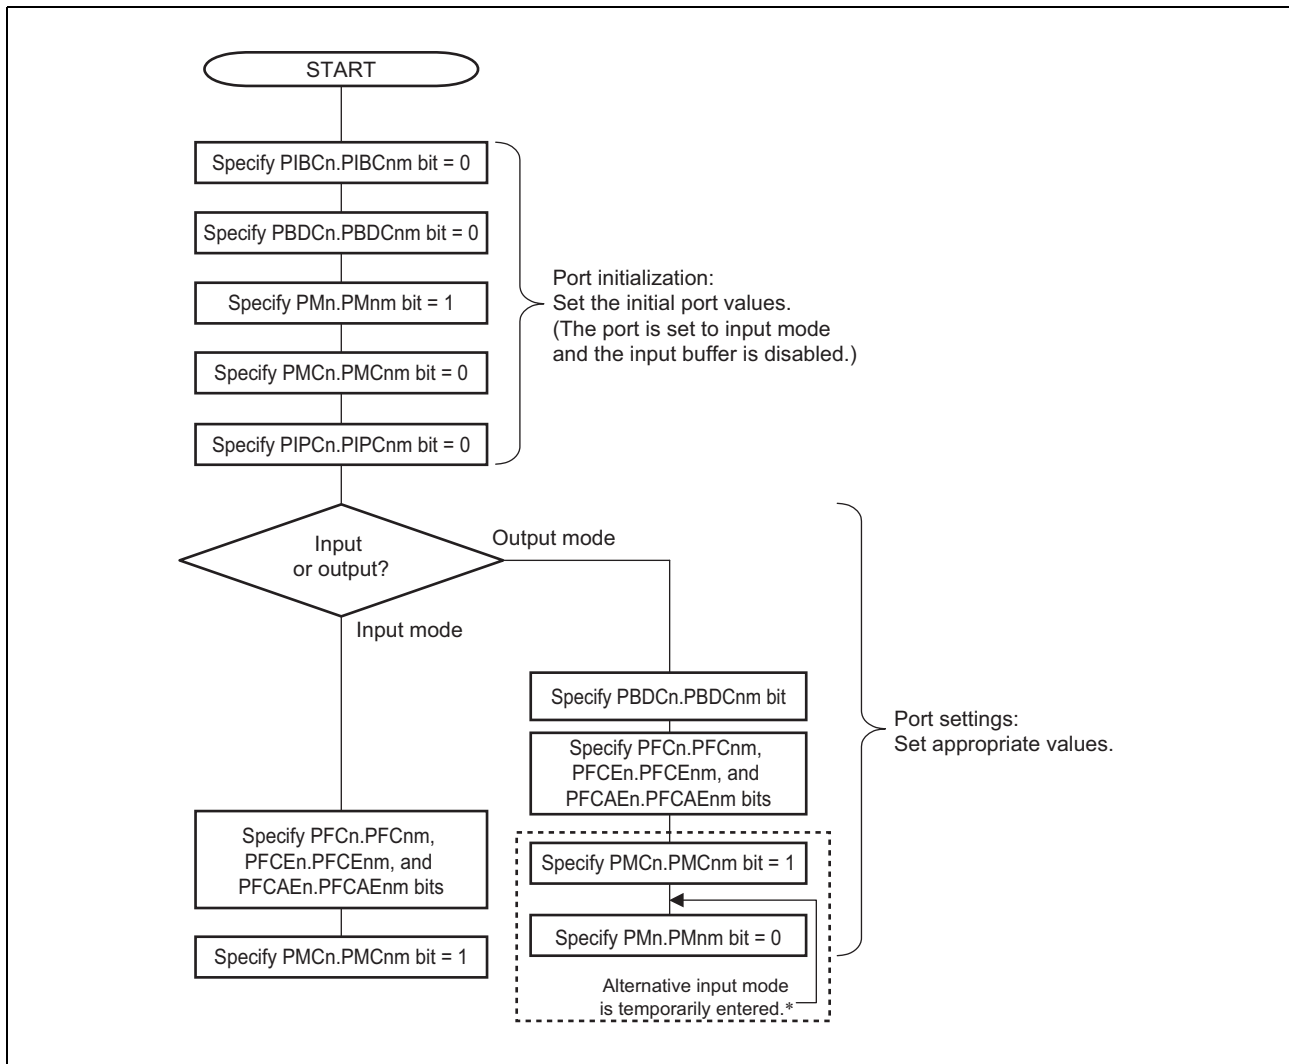 START
Specify PIBCn.PIBCnm bit = 0
Specify PBDCn.PBDCnm bit = 0
Specify PMn.PMnm bit = 1
Specify PMCn.PMCnm bit = 0
Specify PIPCn.PIPCnm bit = 0
Port initialization:
Set the initial port values.
(The port is set to input mode
and the input buffer is disabled.)
Input
or output?
Output mode
Input mode
Specify PBDCn.PBDCnm bit
Specify PFCn.PFCnm,
PFCEn.PFCEnm, and
PFCAEn.PFCAEnm bits
Specify PMCn.PMCnm bit = 1
Specify PMn.PMnm bit = 0
Alternative input mode
is temporarily entered.*
Specify PFCn.PFCnm,
PFCEn.PFCEnm, and
PFCAEn.PFCAEnm bits
Specify PMCn.PMCnm bit = 1
Port settings:
Set appropriate values.